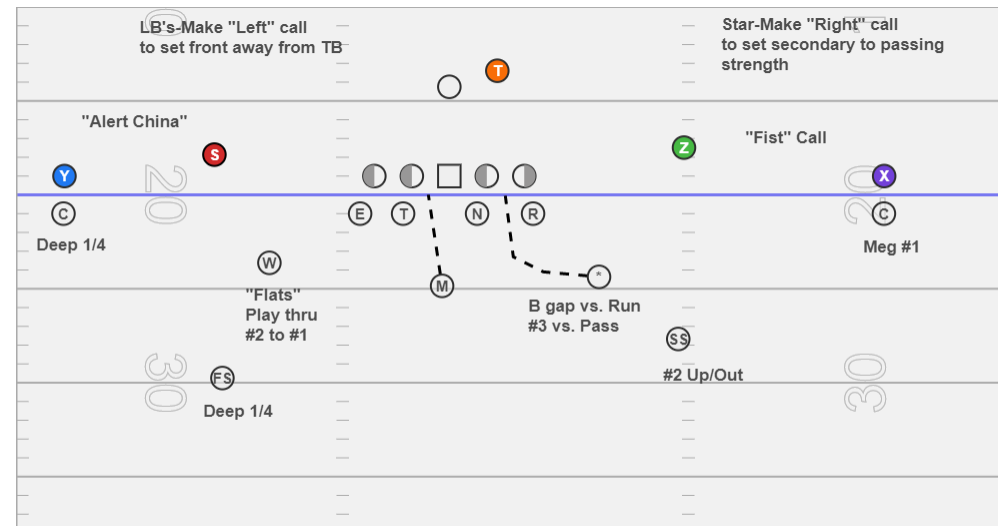 LB's-Make "Left" call
to set front away from TB
Star-Make "Right" call
to set secondary to passing
strength
T
"Alert China"
"Fist" Call
S
Z
Y
X
20
20
C
E
T
N
R
C
Deep 1/4
Meg #1
W
M
*
"Flats"
Play thru
#2 to #1
B gap vs. Run
#3 vs. Pass
SS
#2 Up/Out
FS
30
30
Deep 1/4